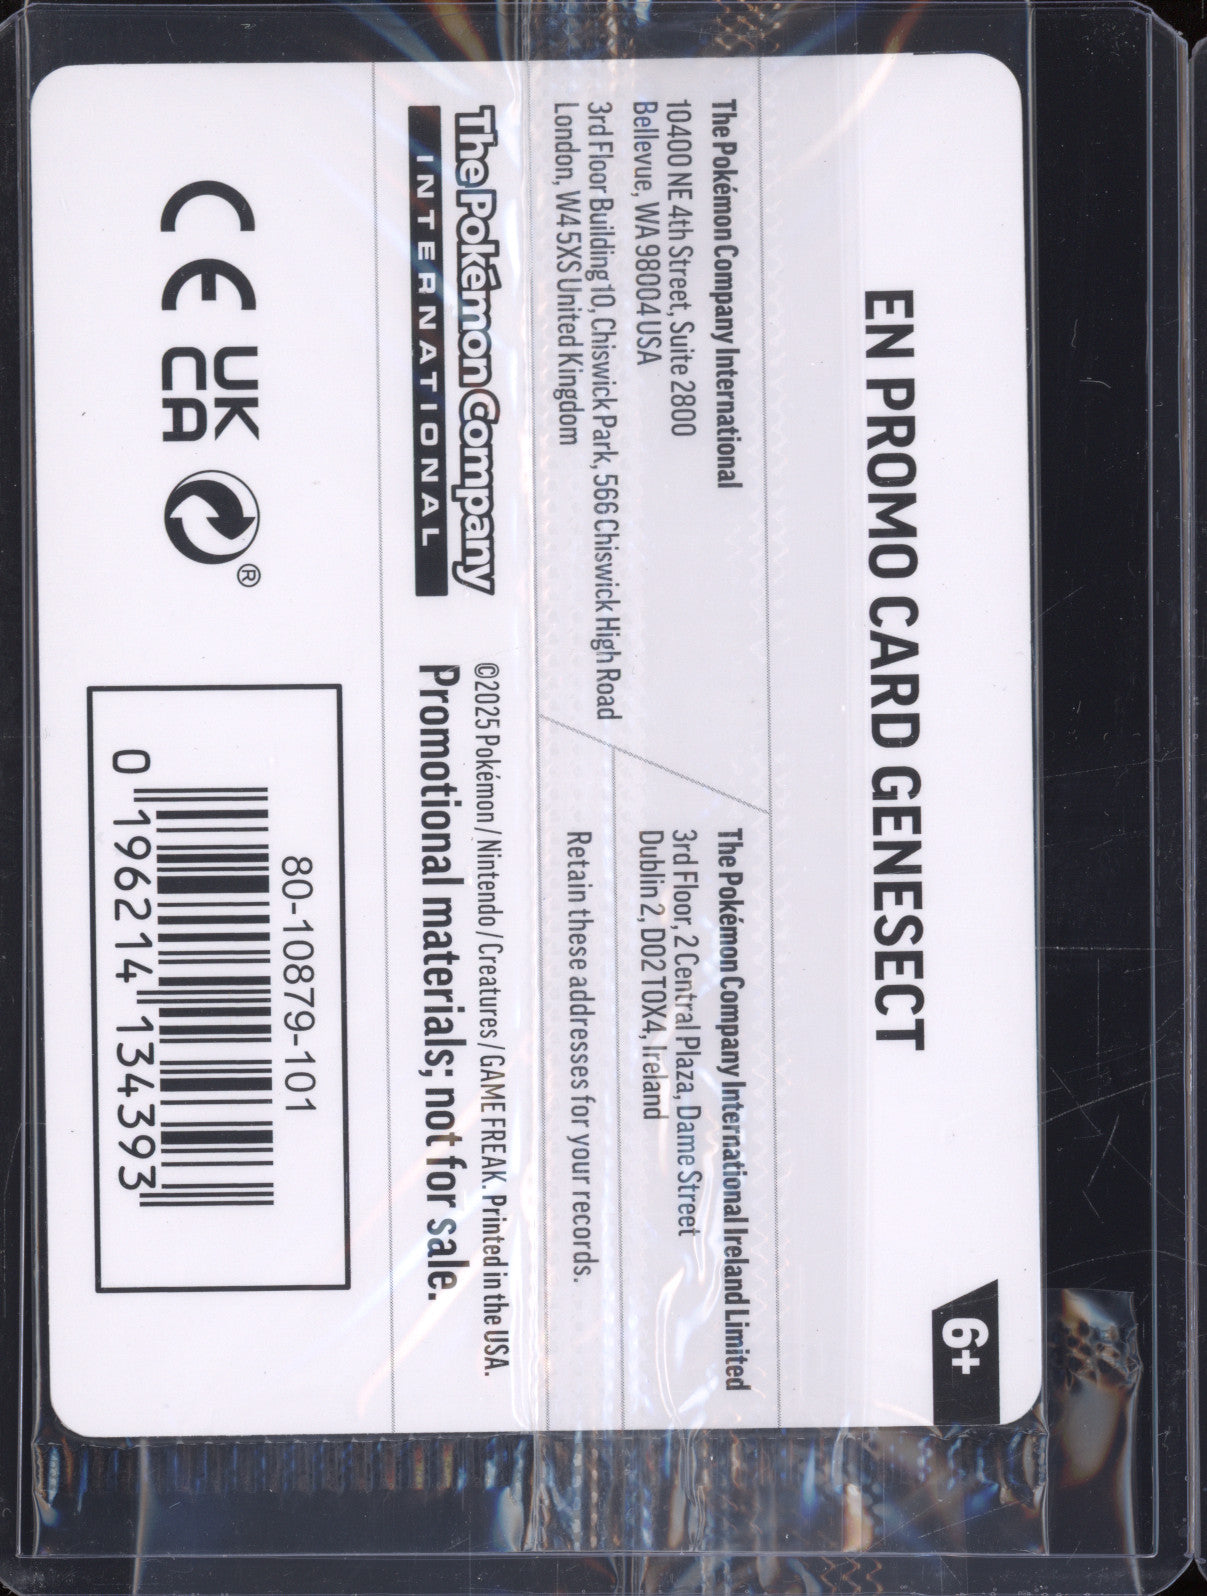 EN PROMO CARD GENESECT
6+
The Pokémon Company International
10400 NE 4th Street, Suite 2800
Bellevue, WA 98004 USA
3rd Floor Building 10, Chiswick Park, 566 Chiswick High Road
London, W4 5XS United Kingdom
The Pokémon Company International Ireland Limited
3rd Floor, 2 Central Plaza, Dame Street
Dublin 2, D02 T0X4, Ireland
Retain these addresses for your records.
The Pokémon Company
INTERNATIONAL
©2025 Pokémon / Nintendo / Creatures / GAME FREAK. Printed in the USA.
Promotional materials; not for sale.
CE
UK
CA
®
80-10879-101
0 196214 134393